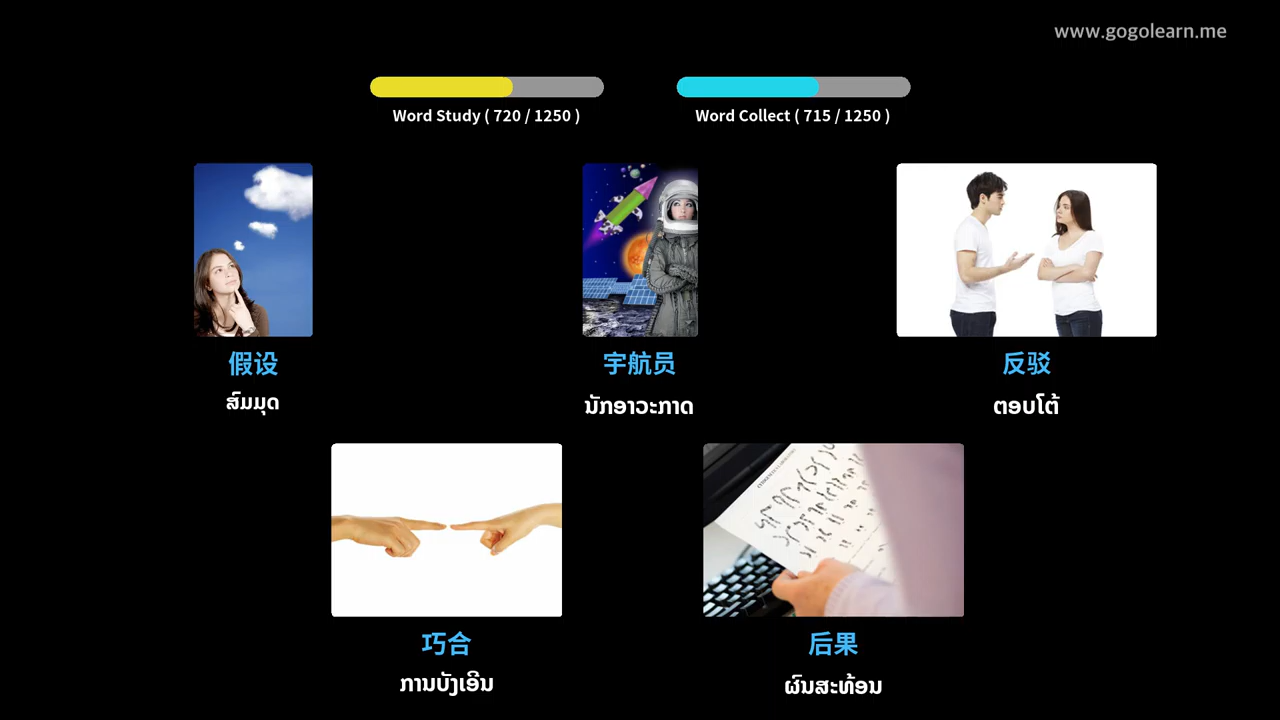 www.gogolearn.me
Word Study ( 720 / 1250 )
Word Collect ( 715 / 1250 )
假设
ສົມມຸດ
宇航员
ນັກອາວະກາດ
反驳
ຕອບໂຕ້
巧合
ການບັງເອີນ
后果
ຜົນສະທ້ອນ